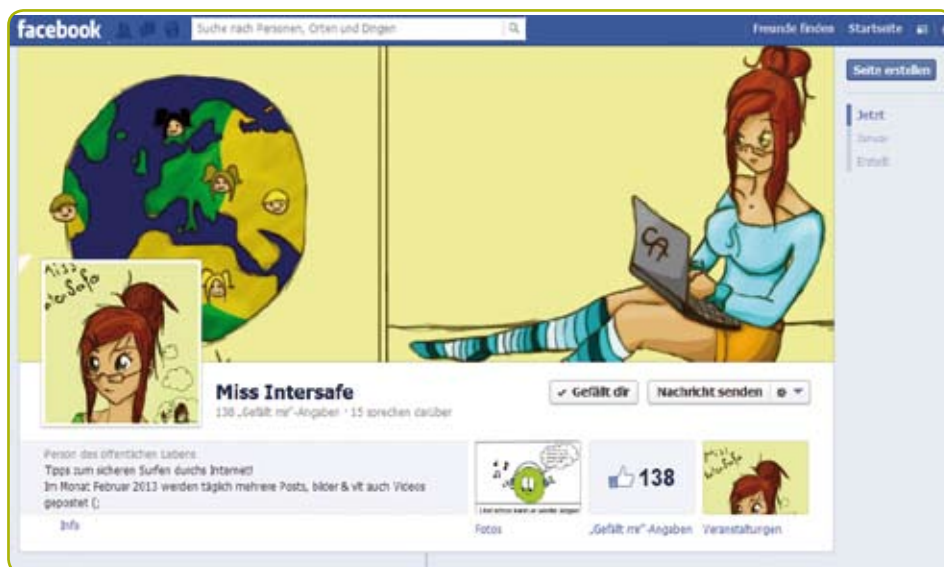 facebook
Suche nach Personen, Orten und Dingen
Freunde finden Startseite
Seite erstellen
Jetzt
Januar
Erstellt
Miss
Miss Intersafe
138 „Gefällt mir"-Angaben · 15 sprechen darüber
✓ Gefällt dir
Nachricht senden
Person des öffentlichen Lebens
Tipps zum sicheren Surfen durchs Internet!
Im Monat Februar 2013 werden täglich mehrere Posts, bilder & vlt auch Videos
gepostet (;
Info
138
Fotos
„Gefällt mir"-Angaben
Veranstaltungen